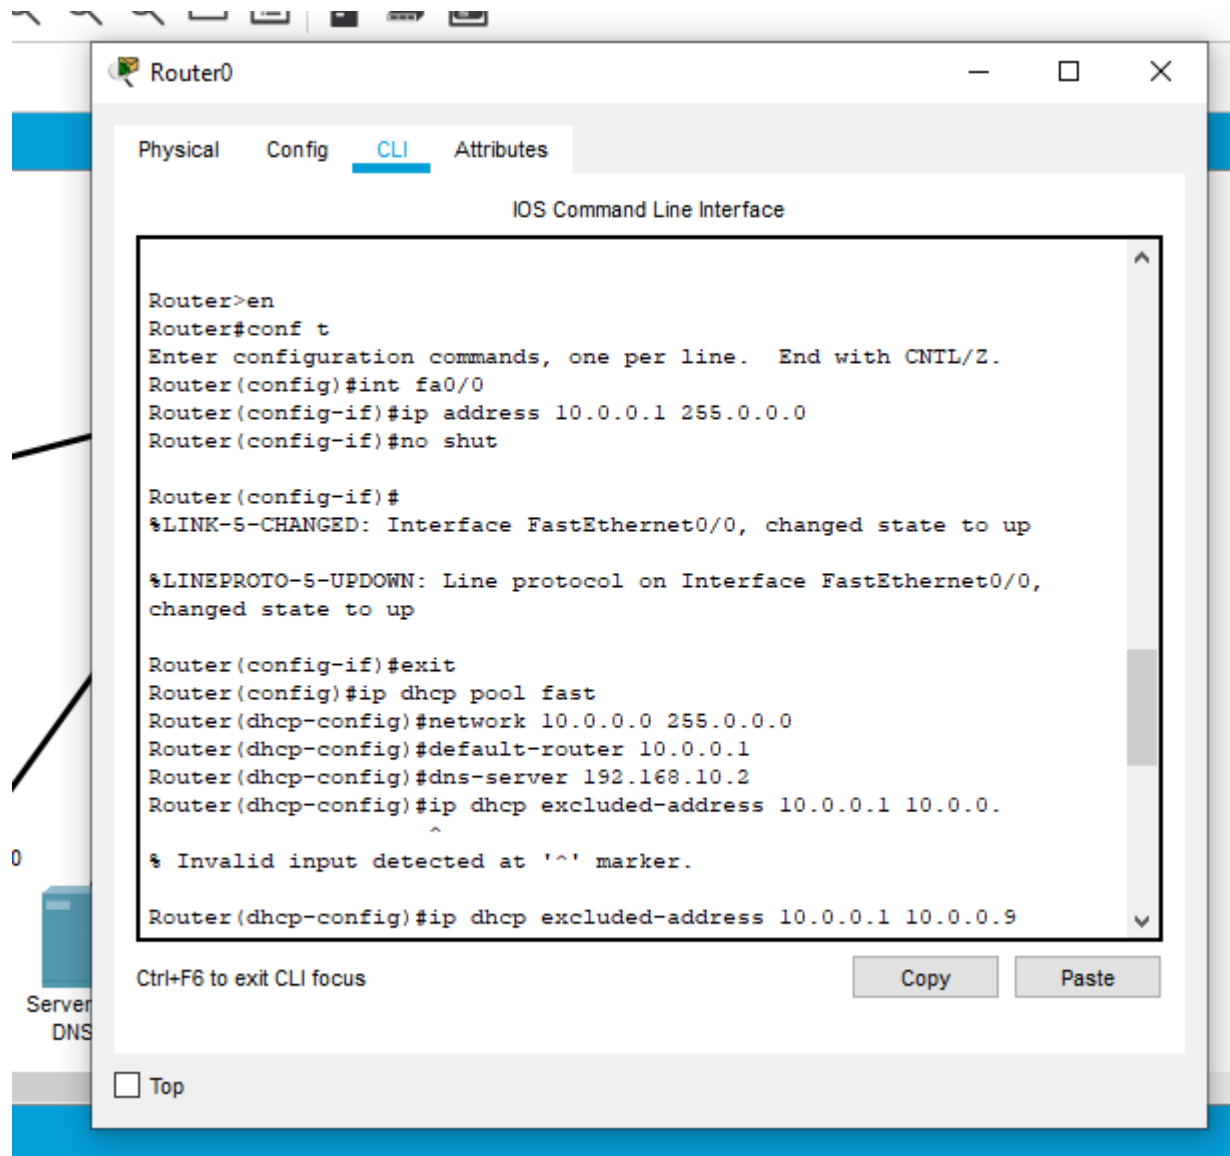 Router0
Physical Config CLI Attributes
IOS Command Line Interface
Router>en
Router#conf t
Enter configuration commands, one per line.  End with CNTL/Z.
Router(config)#int fa0/0
Router(config-if)#ip address 10.0.0.1 255.0.0.0
Router(config-if)#no shut
Router(config-if)#
%LINK-5-CHANGED: Interface FastEthernet0/0, changed state to up
%LINEPROTO-5-UPDOWN: Line protocol on Interface FastEthernet0/0,
changed state to up
Router(config-if)#exit
Router(config)#ip dhcp pool fast
Router(dhcp-config)#network 10.0.0.0 255.0.0.0
Router(dhcp-config)#default-router 10.0.0.1
Router(dhcp-config)#dns-server 192.168.10.2
Router(dhcp-config)#ip dhcp excluded-address 10.0.0.1 10.0.0.
^
% Invalid input detected at '^' marker.
Router(dhcp-config)#ip dhcp excluded-address 10.0.0.1 10.0.0.9
Ctrl+F6 to exit CLI focus
Copy Paste
0
Server
DNS
Top